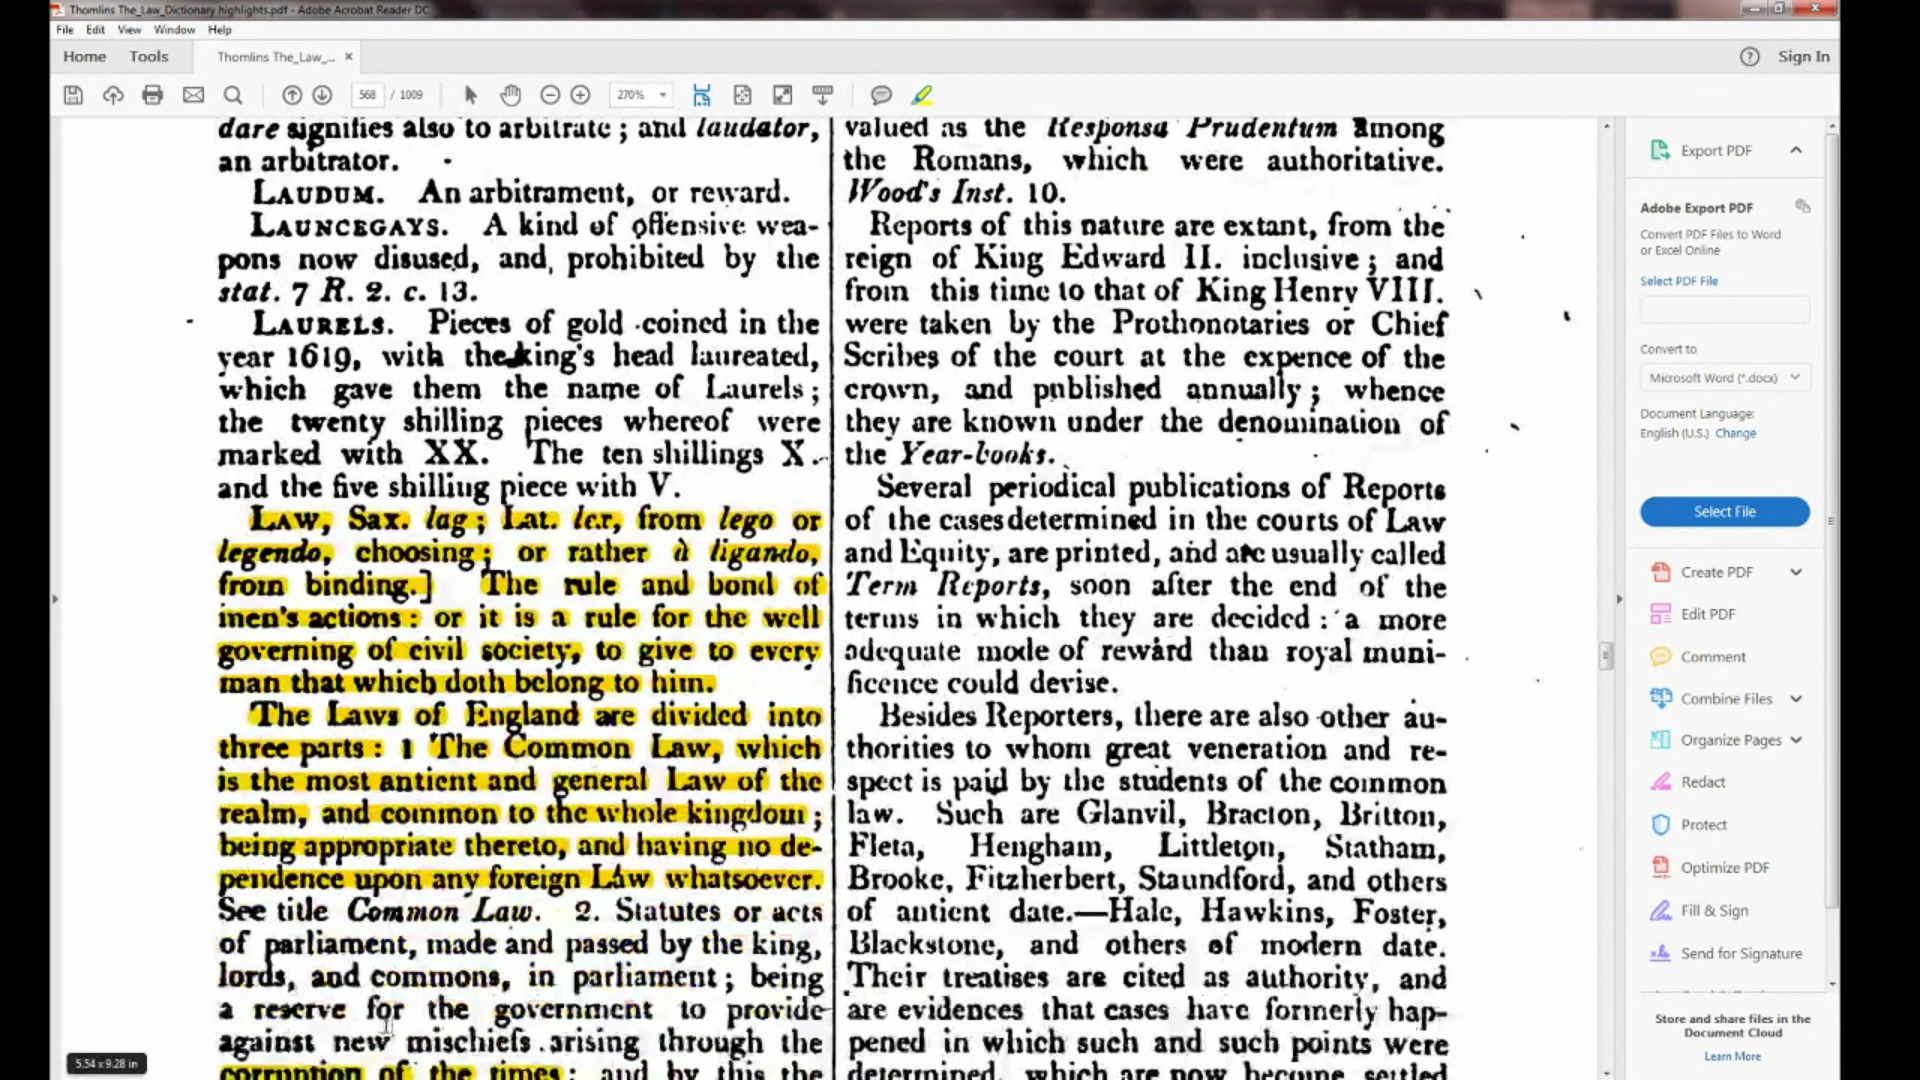 Thomlins The_Law_Dictionary highlights.pdf - Adobe Acrobat Reader DC
File Edit View Window Help
Home Tools Thomlins The_Law_... × Sign In
568 / 1009 270%
dare signifies also to arbitrate; and laudator,
an arbitrator.
LAUDUM. An arbitrament, or reward.
LAUNCEGAYS. A kind of offensive wea-
pons now disused, and prohibited by the
stat. 7 R. 2. c. 13.
LAURELS. Pieces of gold coined in the
year 1619, with the king's head laureated,
which gave them the name of Laurels;
the twenty shilling pieces whereof were
marked with XX. The ten shillings X.
and the five shilling piece with V.
LAW, Sax. lag; Lat. lex, from lego or
legendo, choosing; or rather à ligando,
from binding.] The rule and bond of
men's actions: or it is a rule for the well
governing of civil society, to give to every
man that which doth belong to him.
The Laws of England are divided into
three parts: 1 The Common Law, which
is the most antient and general Law of the
realm, and common to the whole kingdom;
being appropriate thereto, and having no de-
pendence upon any foreign Law whatsoever.
See title Common Law. 2. Statutes or acts
of parliament, made and passed by the king,
lords, and commons, in parliament; being
a reserve for the government to provide
against new mischiefs arising through the
corruption of the times: and by this the
valued as the Responsa Prudentum among
the Romans, which were authoritative.
Wood's Inst. 10.
Reports of this nature are extant, from the
reign of King Edward II. inclusive; and
from this time to that of King Henry VIII.
were taken by the Prothonotaries or Chief
Scribes of the court at the expence of the
crown, and published annually; whence
they are known under the denomination of
the Year-books.
Several periodical publications of Reports
of the cases determined in the courts of Law
and Equity, are printed, and are usually called
Term Reports, soon after the end of the
terms in which they are decided: a more
adequate mode of reward than royal muni-
ficence could devise.
Besides Reporters, there are also other au-
thorities to whom great veneration and re-
spect is paid by the students of the common
law. Such are Glanvil, Bracton, Britton,
Fleta, Hengham, Littleton, Statham,
Brooke, Fitzherbert, Staundford, and others
of antient date.—Hale, Hawkins, Foster,
Blackstone, and others of modern date.
Their treatises are cited as authority, and
are evidences that cases have formerly hap-
pened in which such and such points were
determined, which are now become settled
Export PDF
Adobe Export PDF
Convert PDF Files to Word
or Excel Online
Select PDF File
Convert to
Microsoft Word (*.docx)
Document Language:
English (U.S.) Change
Select File
Create PDF
Edit PDF
Comment
Combine Files
Organize Pages
Redact
Protect
Optimize PDF
Fill & Sign
Send for Signature
Store and share files in the
Document Cloud
Learn More
5.54 x 9.28 in